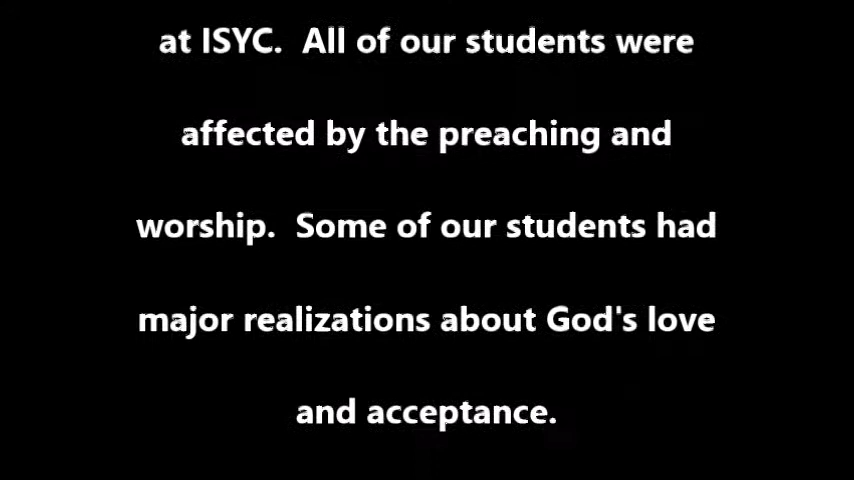 at ISYC.  All of our students were
affected by the preaching and
worship.  Some of our students had
major realizations about God's love
and acceptance.